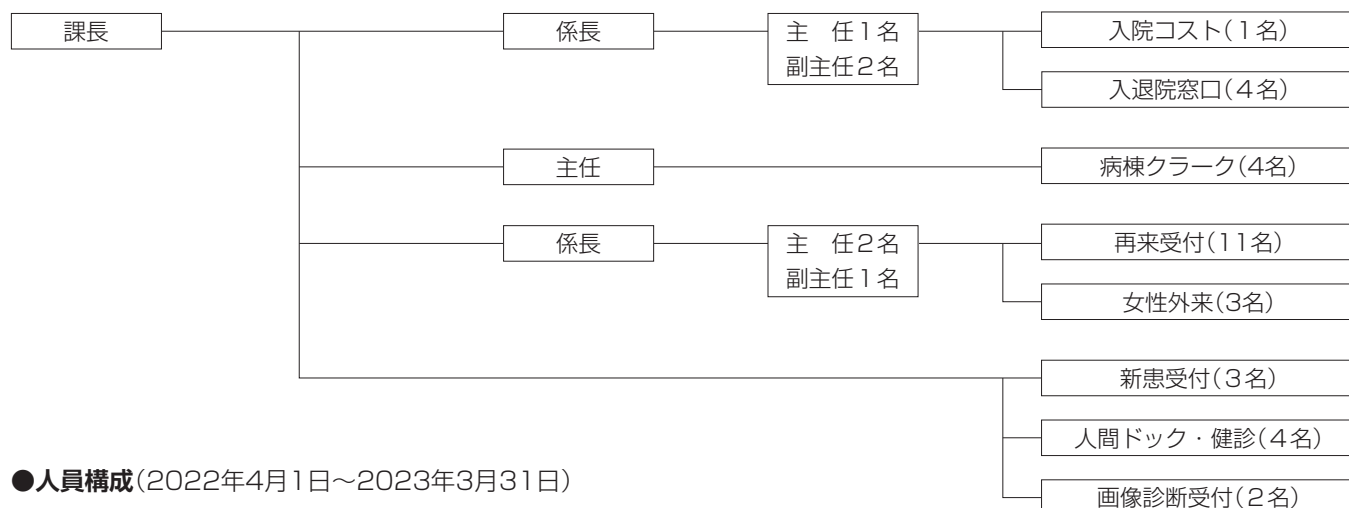 課長
係長
主　任1名
副主任2名
入院コスト(1名)
入退院窓口(4名)
主任
病棟クラーク(4名)
係長
主　任2名
副主任1名
再来受付(11名)
女性外来(3名)
新患受付(3名)
人間ドック・健診(4名)
画像診断受付(2名)
●人員構成(2022年4月1日～2023年3月31日)